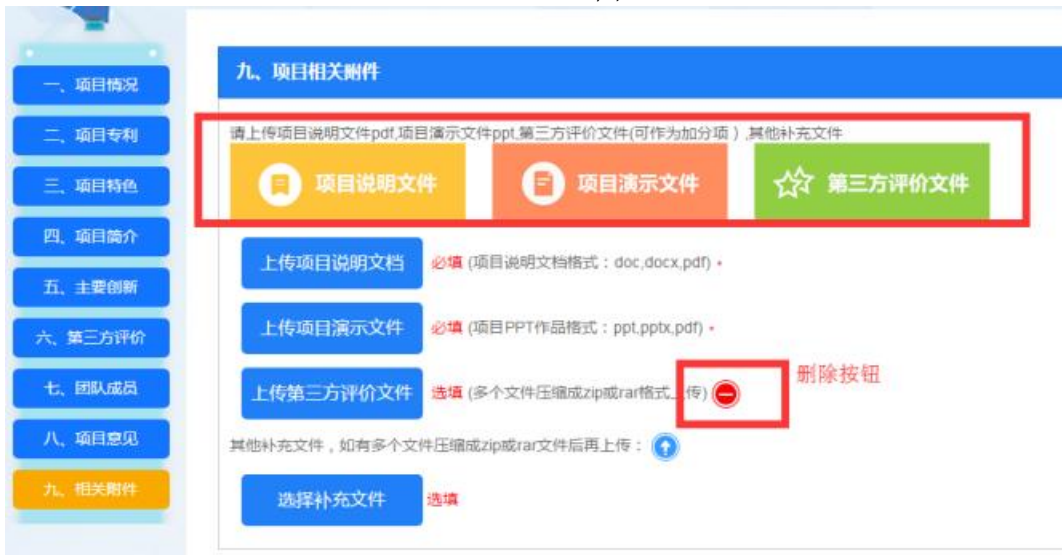 一、项目情况
二、项目专利
三、项目特色
四、项目简介
五、主要创新
六、第三方评价
七、团队成员
八、项目意见
九、相关附件
九、项目相关附件
请上传项目说明文件pdf,项目演示文件ppt,第三方评价文件(可作为加分项）,其他补充文件
项目说明文件
项目演示文件
第三方评价文件
上传项目说明文档 必填 (项目说明文档格式：doc,docx,pdf) *
上传项目演示文件 必填 (项目PPT作品格式：ppt,pptx,pdf) *
上传第三方评价文件 选填 (多个文件压缩成zip或rar格式上传)
删除按钮
其他补充文件，如有多个文件压缩成zip或rar文件后再上传：
选择补充文件 选填